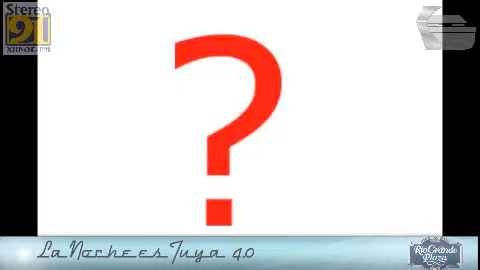 Stereo
91
XHNOE-FM
?
La Noche es Tuya 4.0
Rio Grande
Plaza